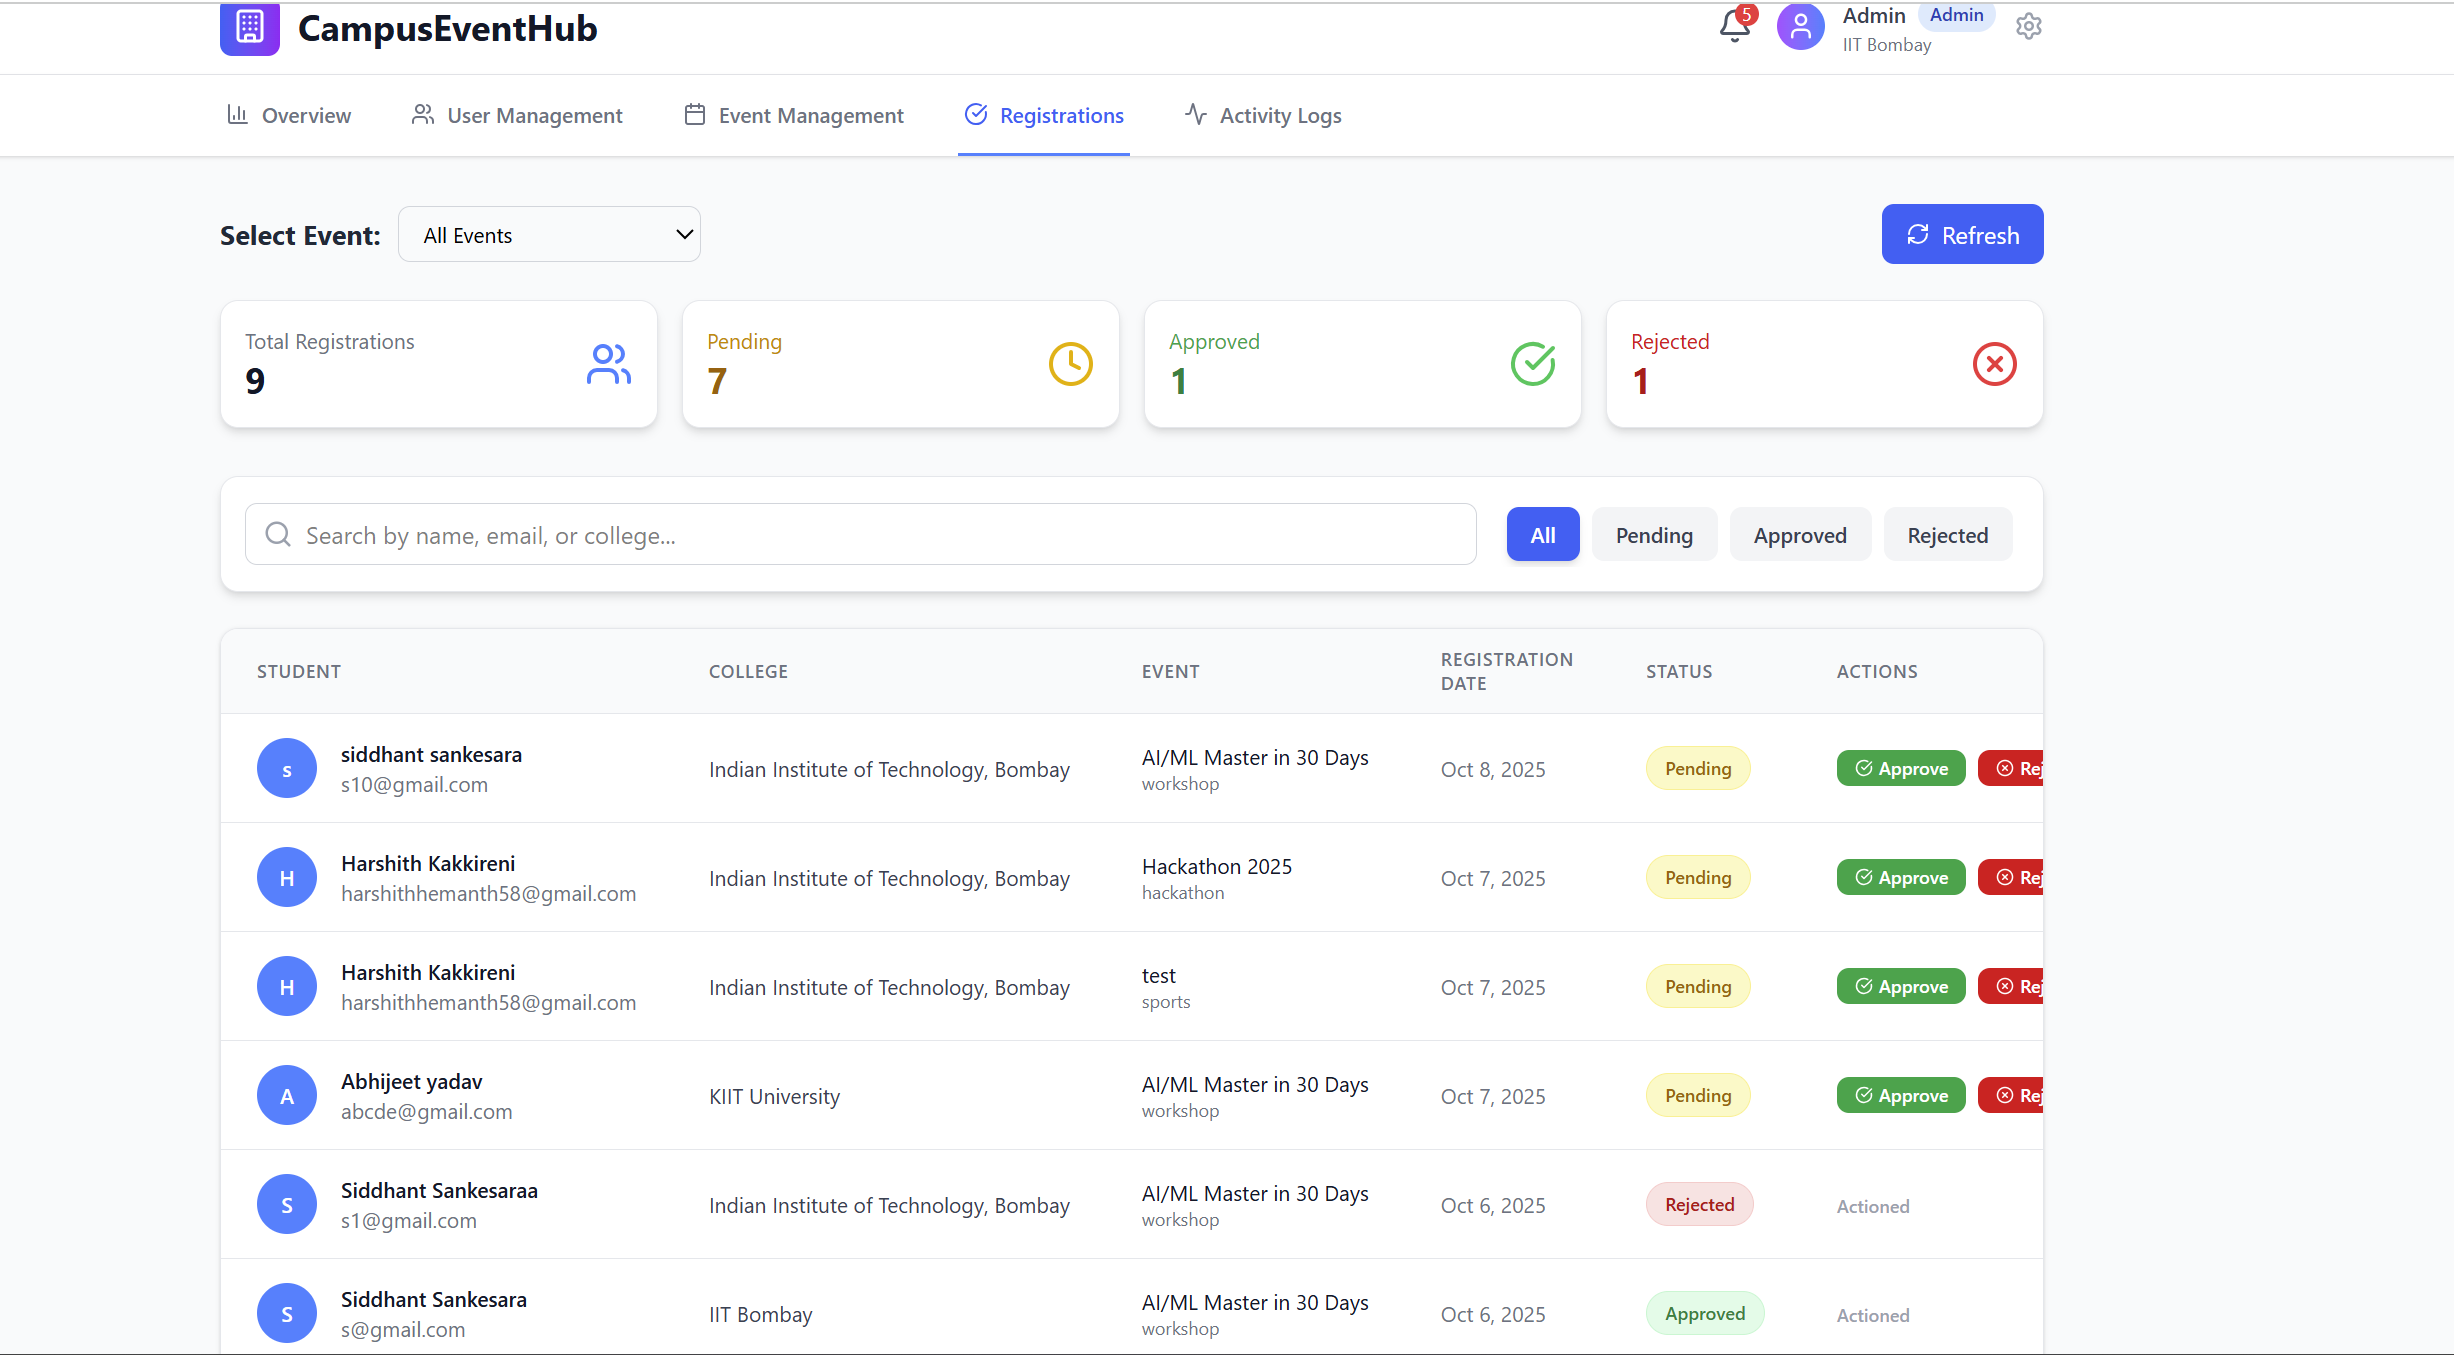 CampusEventHub
5
Admin Admin
IIT Bombay
Overview User Management Event Management Registrations Activity Logs
Select Event: All Events Refresh
Total Registrations
9
Pending
7
Approved
1
Rejected
1
Search by name, email, or college...
All Pending Approved Rejected
STUDENT COLLEGE EVENT REGISTRATION DATE STATUS ACTIONS
s siddhant sankesara
s10@gmail.com
Indian Institute of Technology, Bombay
AI/ML Master in 30 Days
workshop
Oct 8, 2025
Pending
Approve Rej
H Harshith Kakkireni
harshithhemanth58@gmail.com
Indian Institute of Technology, Bombay
Hackathon 2025
hackathon
Oct 7, 2025
Pending
Approve Rej
H Harshith Kakkireni
harshithhemanth58@gmail.com
Indian Institute of Technology, Bombay
test
sports
Oct 7, 2025
Pending
Approve Rej
A Abhijeet yadav
abcde@gmail.com
KIIT University
AI/ML Master in 30 Days
workshop
Oct 7, 2025
Pending
Approve Rej
S Siddhant Sankesaraa
s1@gmail.com
Indian Institute of Technology, Bombay
AI/ML Master in 30 Days
workshop
Oct 6, 2025
Rejected
Actioned
S Siddhant Sankesara
s@gmail.com
IIT Bombay
AI/ML Master in 30 Days
workshop
Oct 6, 2025
Approved
Actioned